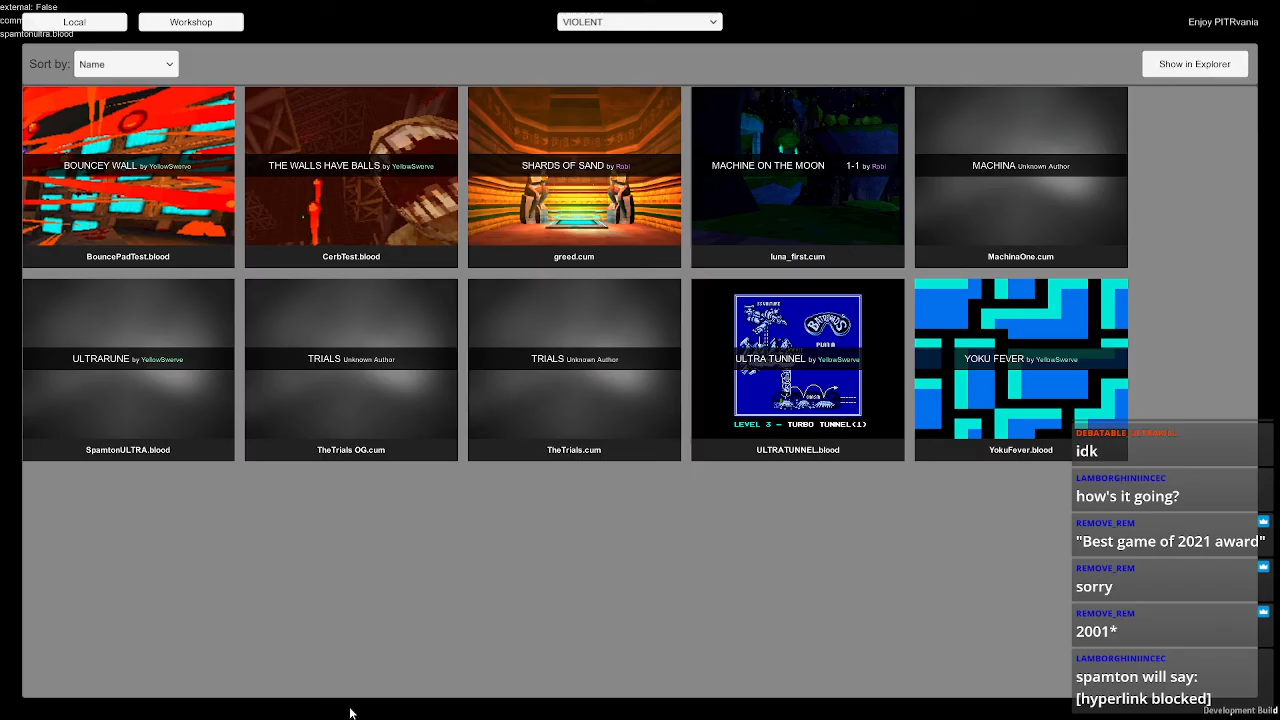 external: False
comm
spamtonultra.blood
Local
Workshop
VIOLENT
Enjoy PITRvania
Sort by:
Name
Show in Explorer
BOUNCEY WALL by YellowSwerve
BouncePadTest.blood
THE WALLS HAVE BALLS by YellowSwerve
CerbTest.blood
SHARDS OF SAND by Robi
greed.cum
MACHINE ON THE MOON 1-1 by Robi
luna_first.cum
MACHINA Unknown Author
MachinaOne.cum
ULTRARUNE by YellowSwerve
SpamtonULTRA.blood
TRIALS Unknown Author
TheTrials OG.cum
TRIALS Unknown Author
TheTrials.cum
ULTRA TUNNEL by YellowSwerve
LEVEL 3 - TURBO TUNNEL(1)
ULTRATUNNEL.blood
YOKU FEVER by YellowSwerve
YokuFever.blood
idk
LAMBORGHINIINCEC
how's it going?
REMOVE_REM
"Best game of 2021 award"
REMOVE_REM
sorry
REMOVE_REM
2001*
LAMBORGHINIINCEC
spamton will say:
[hyperlink blocked]
Development Build